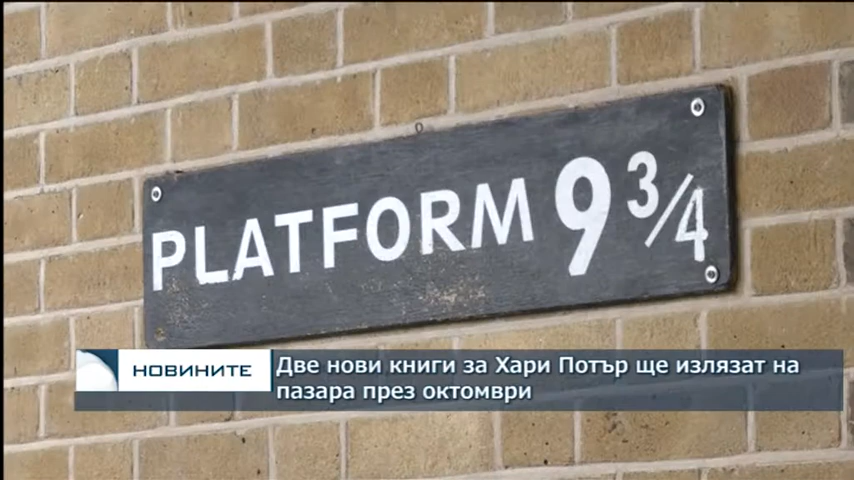 PLATFORM 9 3/4
НОВИНИТЕ
Две нови книги за Хари Потър ще излязат на
пазара през октомври